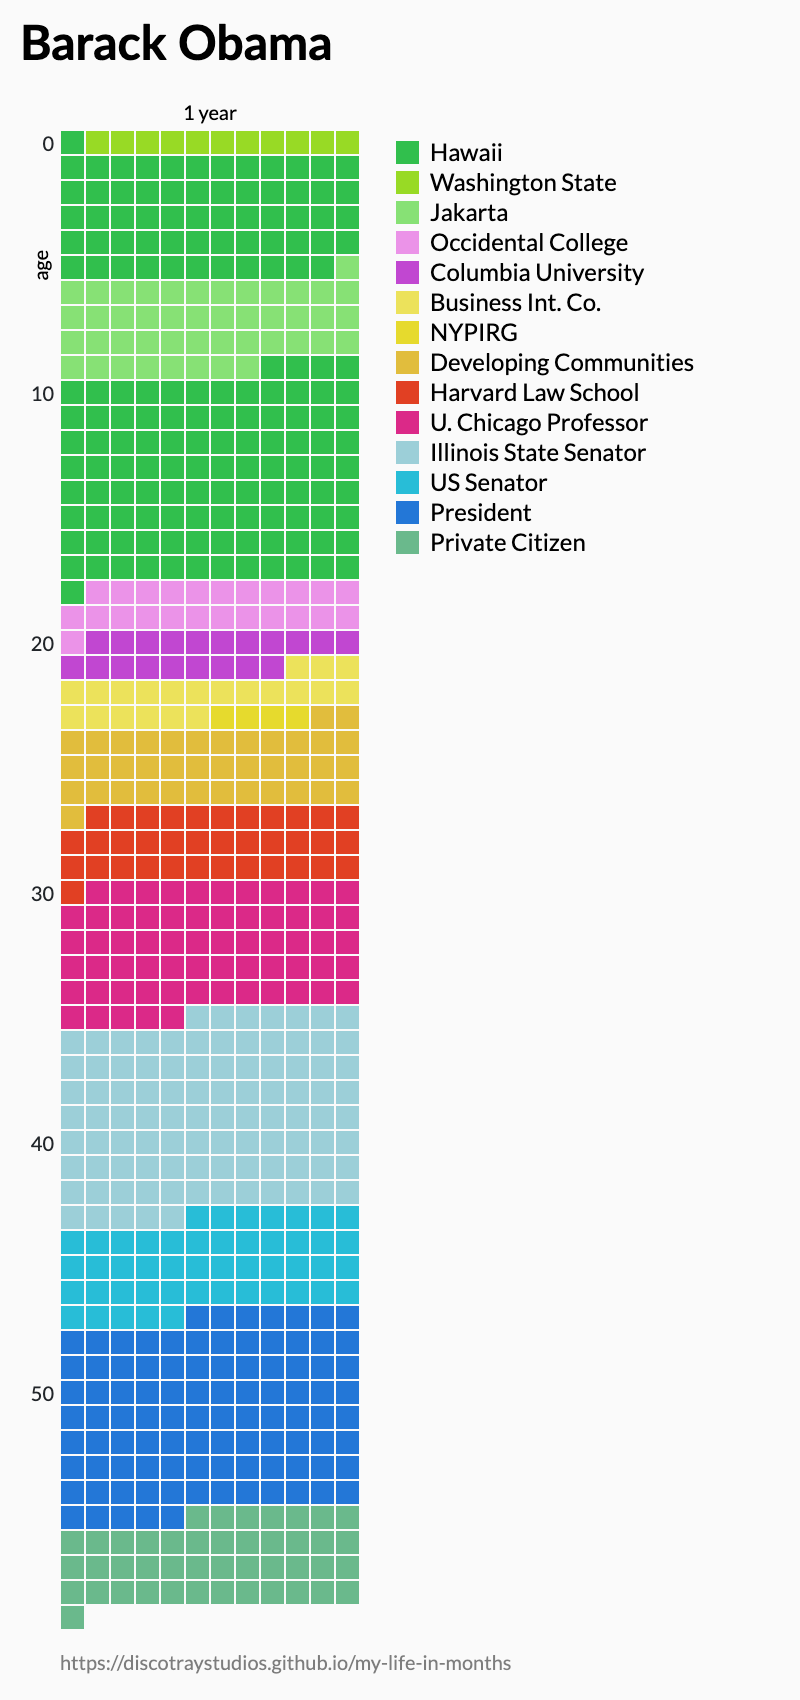 Barack Obama
1 year
0
age
10
20
30
40
50
Hawaii
Washington State
Jakarta
Occidental College
Columbia University
Business Int. Co.
NYPIRG
Developing Communities
Harvard Law School
U. Chicago Professor
Illinois State Senator
US Senator
President
Private Citizen
https://discotraystudios.github.io/my-life-in-months